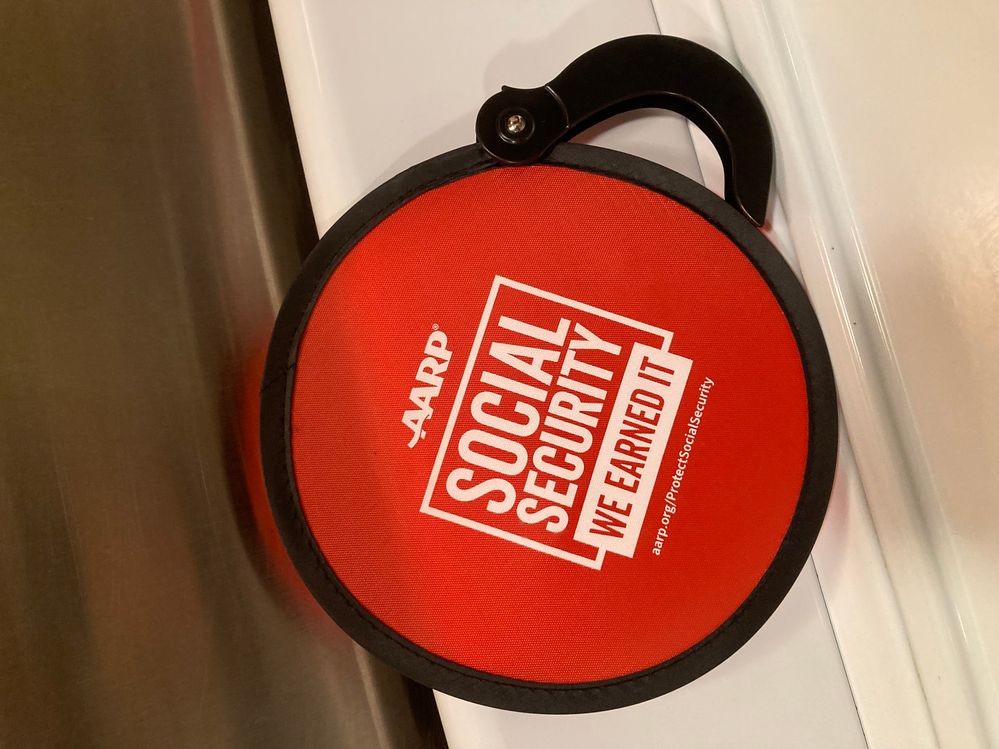 AARP®
SOCIAL
SECURITY
WE EARNED IT
aarp.org/ProtectSocialSecurity